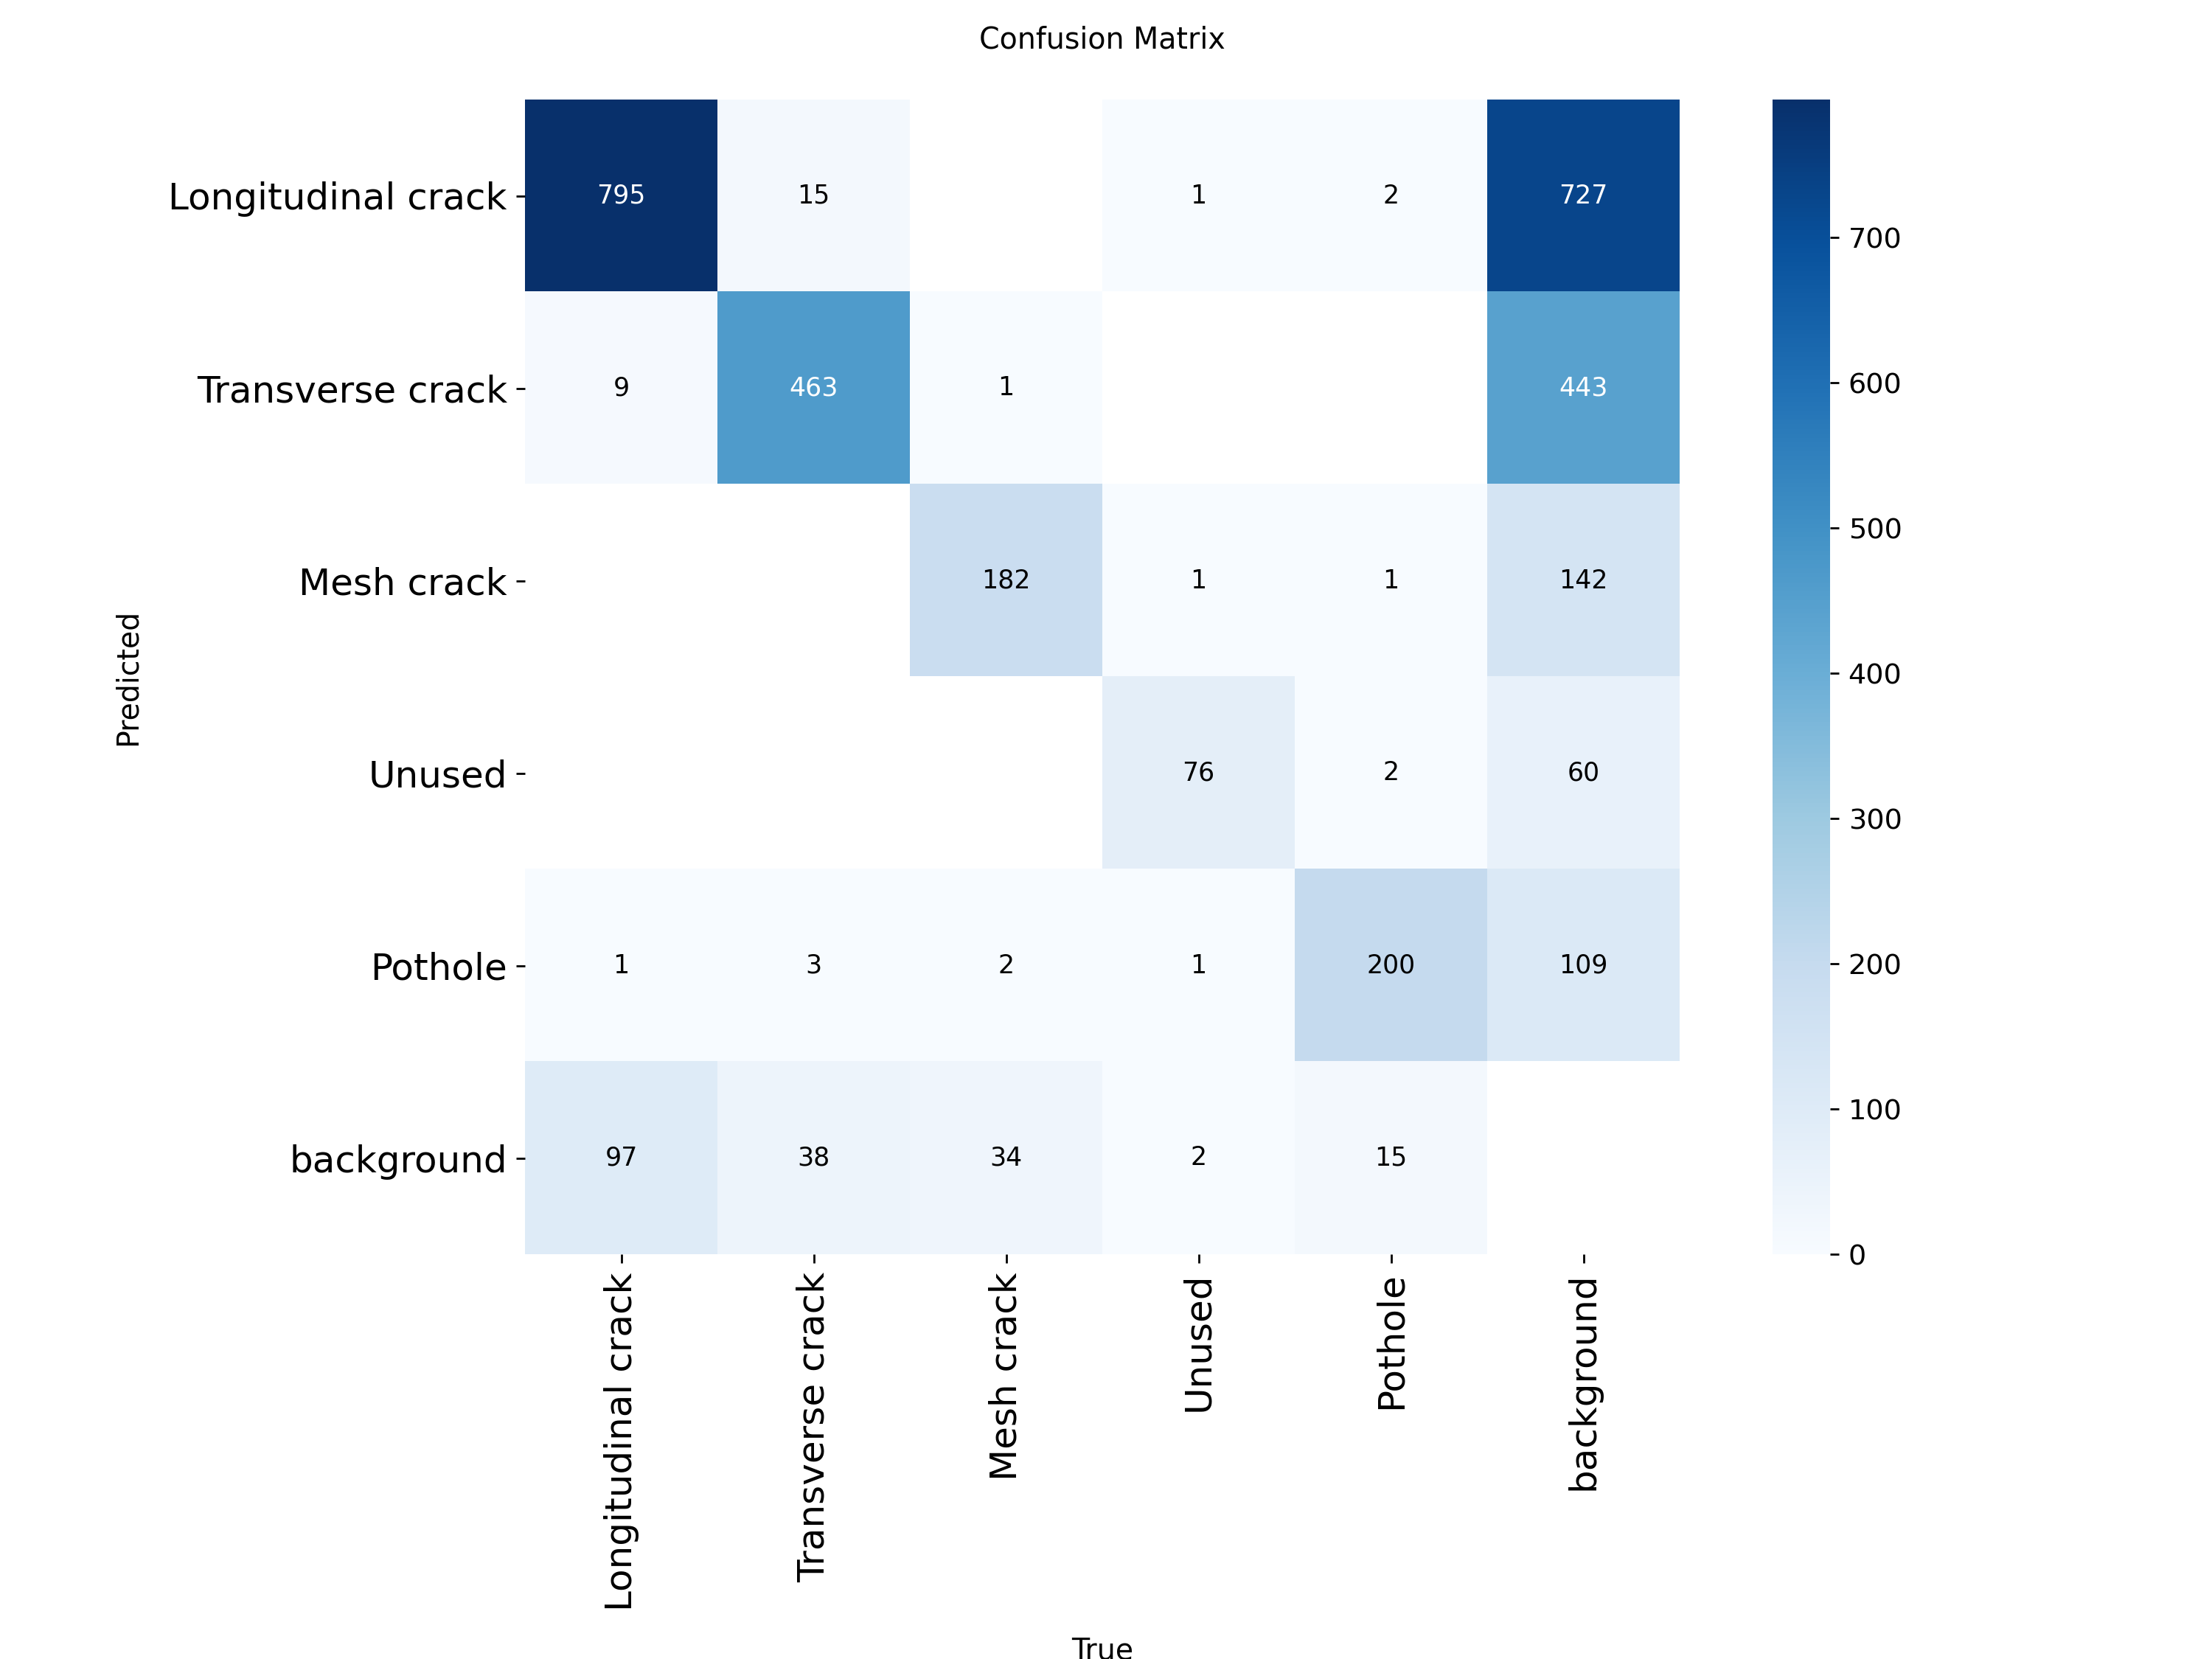 Confusion Matrix
Longitudinal crack 795 15 1 2 727
700
Transverse crack 9 463 1 443
600
Mesh crack 182 1 1 142
500
400
Predicted
Unused 76 2 60
300
Pothole 1 3 2 1 200 109
200
background 97 38 34 2 15
100
0
Longitudinal crack
Transverse crack
Mesh crack
Unused
Pothole
background
True